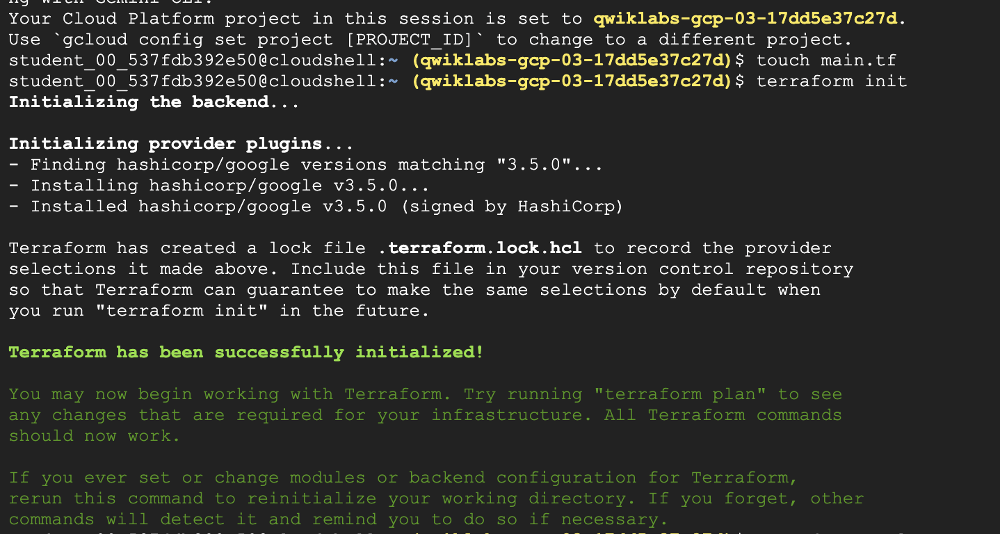 ng with Gemini CLI.
Your Cloud Platform project in this session is set to qwiklabs-gcp-03-17dd5e37c27d.
Use `gcloud config set project [PROJECT_ID]` to change to a different project.
student_00_537fdb392e50@cloudshell:~ (qwiklabs-gcp-03-17dd5e37c27d)$ touch main.tf
student_00_537fdb392e50@cloudshell:~ (qwiklabs-gcp-03-17dd5e37c27d)$ terraform init
Initializing the backend...
Initializing provider plugins...
- Finding hashicorp/google versions matching "3.5.0"...
- Installing hashicorp/google v3.5.0...
- Installed hashicorp/google v3.5.0 (signed by HashiCorp)
Terraform has created a lock file .terraform.lock.hcl to record the provider
selections it made above. Include this file in your version control repository
so that Terraform can guarantee to make the same selections by default when
you run "terraform init" in the future.
Terraform has been successfully initialized!
You may now begin working with Terraform. Try running "terraform plan" to see
any changes that are required for your infrastructure. All Terraform commands
should now work.
If you ever set or change modules or backend configuration for Terraform,
rerun this command to reinitialize your working directory. If you forget, other
commands will detect it and remind you to do so if necessary.